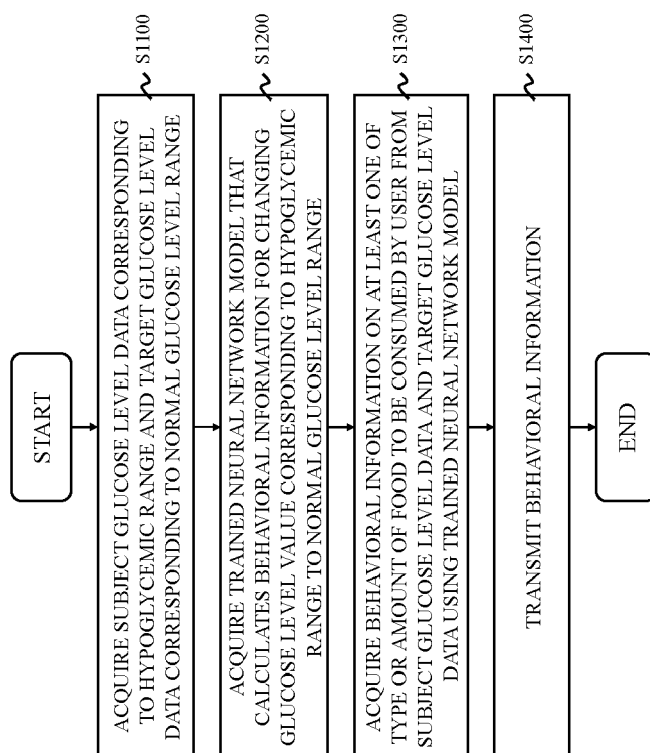 START
ACQUIRE SUBJECT GLUCOSE LEVEL DATA CORRESPONDING
TO HYPOGLYCEMIC RANGE AND TARGET GLUCOSE LEVEL
DATA CORRESPONDING TO NORMAL GLUCOSE LEVEL RANGE
S1100
ACQUIRE TRAINED NEURAL NETWORK MODEL THAT
CALCULATES BEHAVIORAL INFORMATION FOR CHANGING
GLUCOSE LEVEL VALUE CORRESPONDING TO HYPOGLYCEMIC
RANGE TO NORMAL GLUCOSE LEVEL RANGE
S1200
ACQUIRE BEHAVIORAL INFORMATION ON AT LEAST ONE OF
TYPE OR AMOUNT OF FOOD TO BE CONSUMED BY USER FROM
SUBJECT GLUCOSE LEVEL DATA AND TARGET GLUCOSE LEVEL
DATA USING TRAINED NEURAL NETWORK MODEL
S1300
TRANSMIT BEHAVIORAL INFORMATION
S1400
END